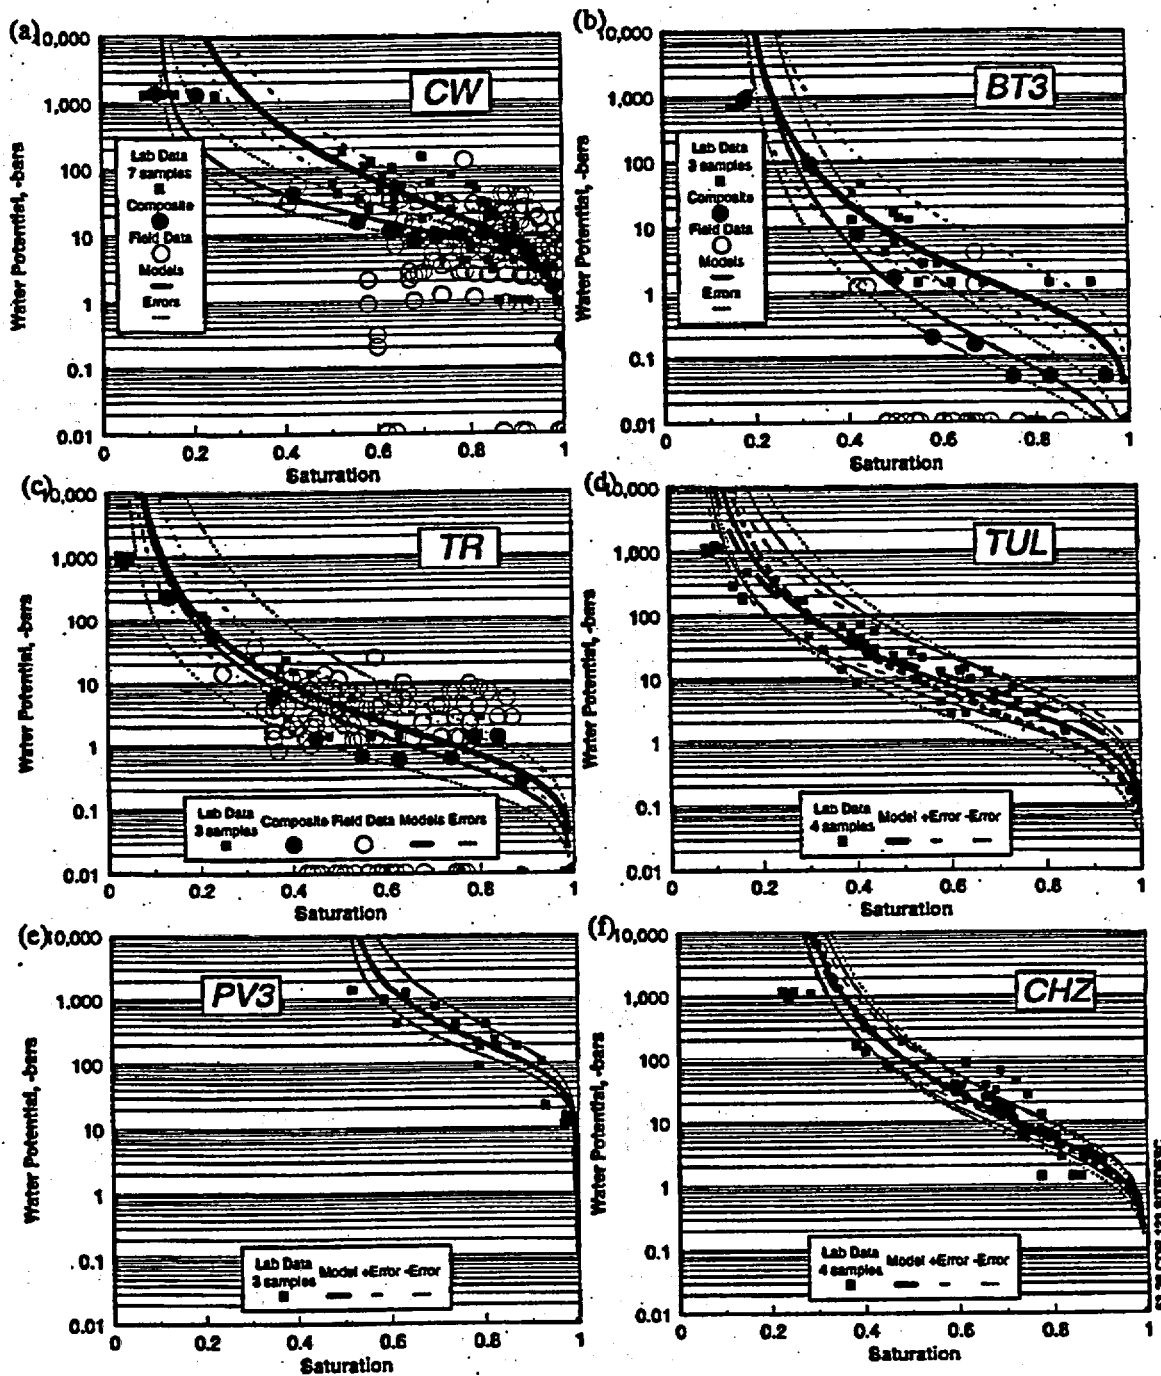 (a)
10,000
1,000
100
10
1
0.1
0.01
Water Potential, -bars
CW
Lab Data
7 samples
Composite
Field Data
Models
Errors
0 0.2 0.4 0.6 0.8 1
Saturation
(b)
10,000
1,000
100
10
1
0.1
0.01
Water Potential, -bars
BT3
Lab Data
3 samples
Composite
Field Data
Models
Errors
0 0.2 0.4 0.6 0.8 1
Saturation
(c)
10,000
1,000
100
10
1
0.1
0.01
Water Potential, -bars
TR
Lab Data
3 samples
Composite Field Data Models Errors
0 0.2 0.4 0.6 0.8 1
Saturation
(d)
10,000
1,000
100
10
1
0.1
0.01
Water Potential, -bars
TUL
Lab Data
4 samples
Model +Error -Error
0 0.2 0.4 0.6 0.8 1
Saturation
(e)
10,000
1,000
100
10
1
0.1
0.01
Water Potential, -bars
PV3
Lab Data
3 samples
Model +Error -Error
0 0.2 0.4 0.6 0.8 1
Saturation
(f)
10,000
1,000
100
10
1
0.1
0.01
Water Potential, -bars
CHZ
Lab Data
4 samples
Model +Error -Error
0 0.2 0.4 0.6 0.8 1
Saturation